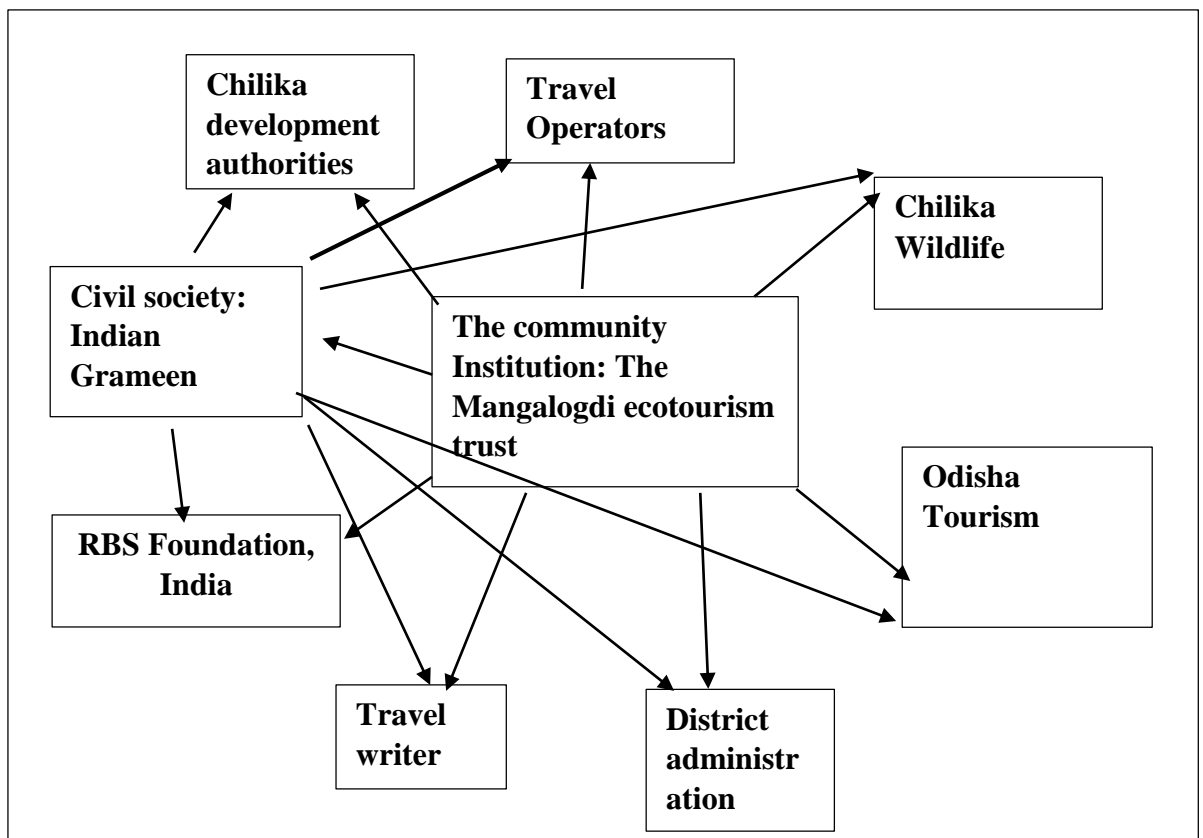 Chilika
development
authorities
Travel
Operators
Chilika
Wildlife
Civil society:
Indian
Grameen
The community
Institution: The
Mangalogdi ecotourism
trust
Odisha
Tourism
RBS Foundation,
India
Travel
writer
District
administr
ation